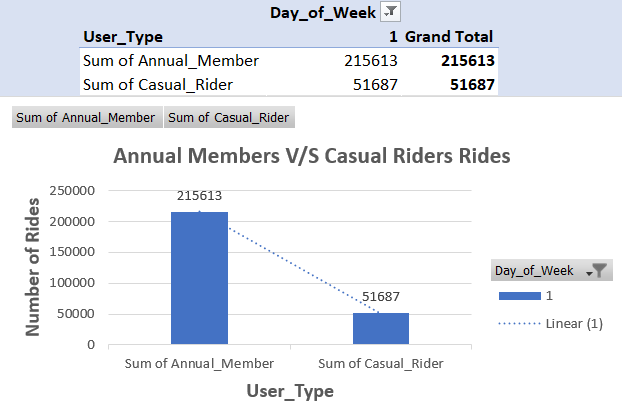 Day_of_Week
User_Type 1 Grand Total
Sum of Annual_Member 215613 215613
Sum of Casual_Rider 51687 51687
Sum of Annual_Member Sum of Casual_Rider
Annual Members V/S Casual Riders Rides
Number of Rides
250000
200000
150000
100000
50000
0
215613
51687
Sum of Annual_Member Sum of Casual_Rider
User_Type
Day_of_Week
1
Linear (1)